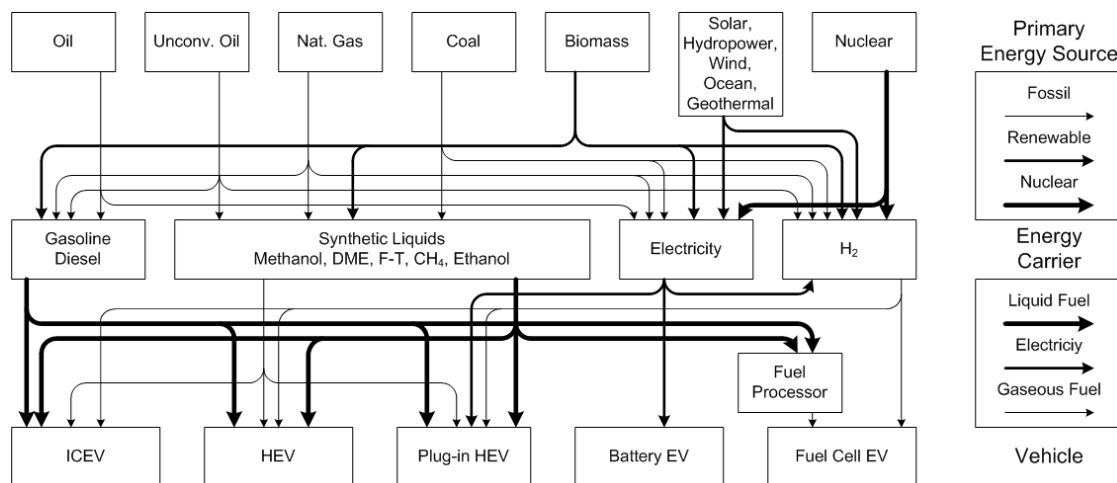 Oil
Unconv. Oil
Nat. Gas
Coal
Biomass
Solar,
Hydropower,
Wind,
Ocean,
Geothermal
Nuclear
Primary
Energy Source
Fossil
Renewable
Nuclear
Gasoline
Diesel
Synthetic Liquids
Methanol, DME, F-T, CH₄, Ethanol
Electricity
H₂
Energy
Carrier
Liquid Fuel
Electriciy
Gaseous Fuel
Fuel
Processor
ICEV
HEV
Plug-in HEV
Battery EV
Fuel Cell EV
Vehicle